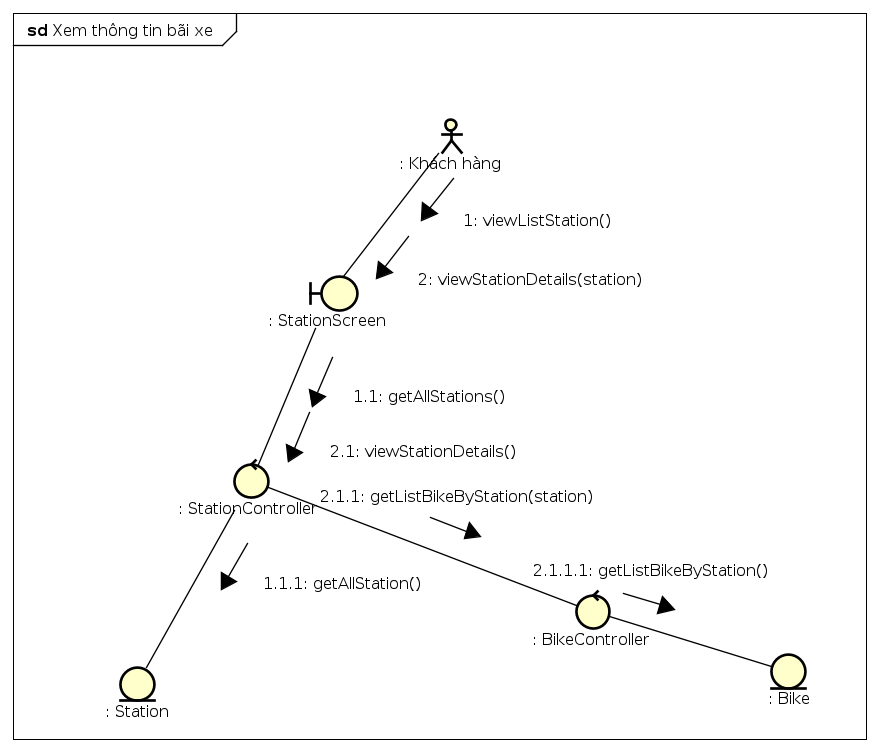 sd Xem thông tin bãi xe
: Khách hàng
1: viewListStation()
2: viewStationDetails(station)
: StationScreen
1.1: getAllStations()
2.1: viewStationDetails()
2.1.1: getListBikeByStation(station)
: StationController
2.1.1.1: getListBikeByStation()
1.1.1: getAllStation()
: BikeController
: Bike
: Station